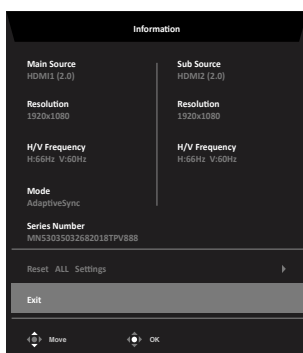 Information
Main Source
HDMI1 (2.0)
Sub Source
HDMI2 (2.0)
Resolution
1920x1080
Resolution
1920x1080
H/V Frequency
H:66Hz V:60Hz
H/V Frequency
H:66Hz V:60Hz
Mode
AdaptiveSync
Series Number
MNS3035032682018TPV888
Reset ALL Settings
Exit
Move OK